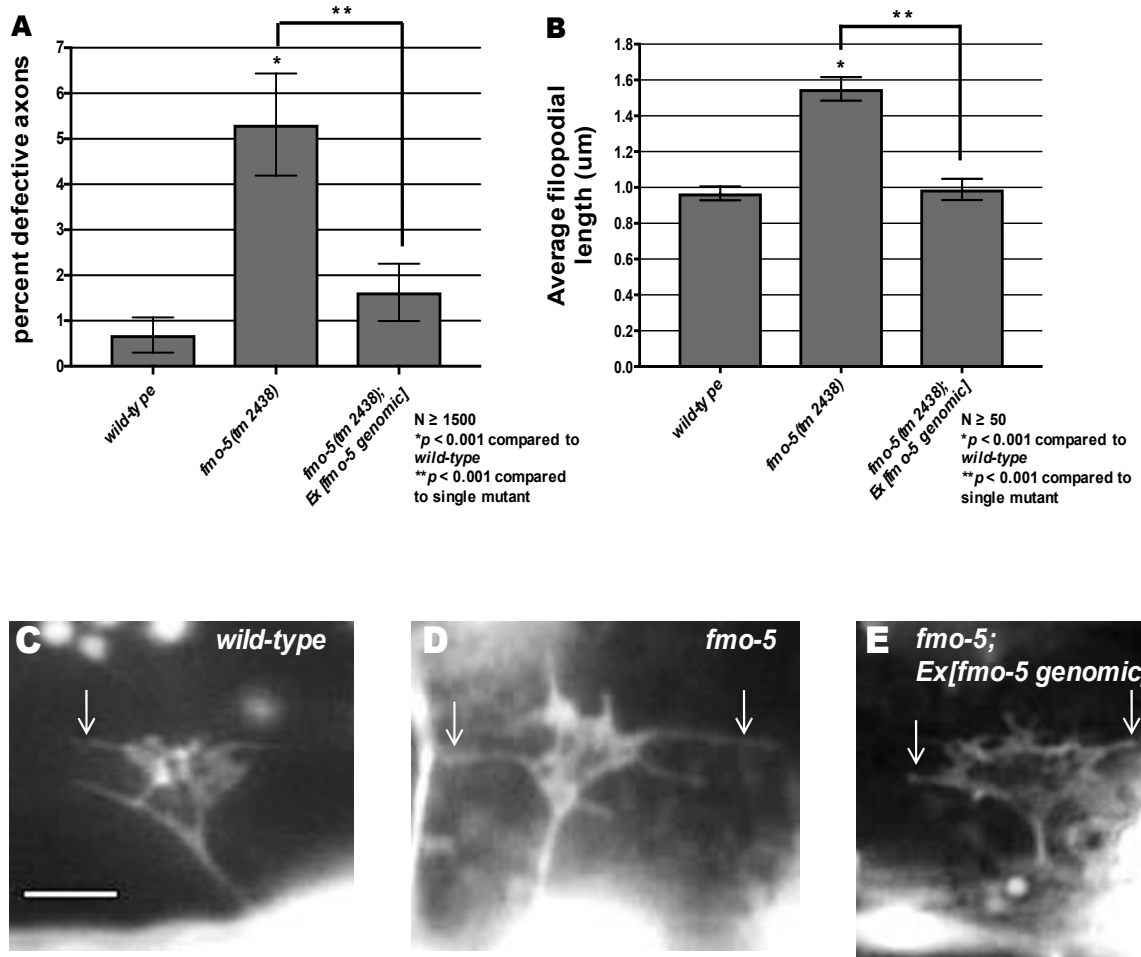 A
**
percent defective axons
7
6
5
4
3
2
1
0
*
wild-ty pe
fmo-5(tm 2438)
fmo-5(tm 2438);
Ex[fmo-5 genomic]
N ≥ 1500
*p < 0.001 compared to
wild-type
**p < 0.001 compared
to single mutant
B
**
Average filopodial
length (um)
1.8
1.6
1.4
1.2
1.0
0.8
0.6
0.4
0.2
0.0
*
wild-ty pe
fmo-5(tm 2438)
fmo-5(tm 2438);
Ex[fmo-5 genomic]
N ≥ 50
*p < 0.001 compared to
wild-type
**p < 0.001 compared to
single mutant
C wild-type
D fmo-5
E fmo-5;
Ex[fmo-5 genomic]